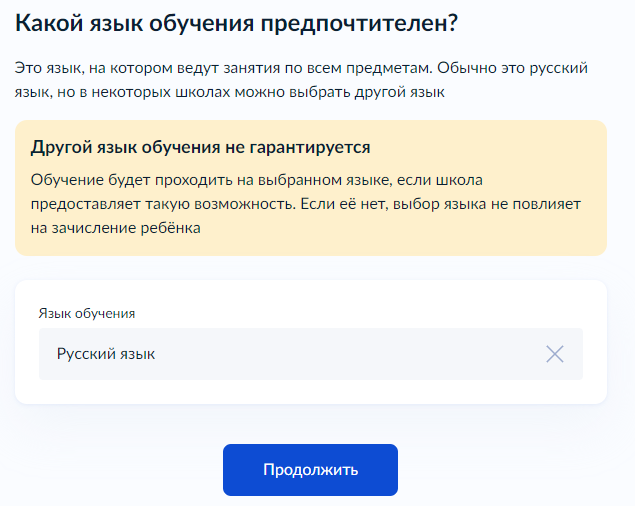 Какой язык обучения предпочтителен?
Это язык, на котором ведут занятия по всем предметам. Обычно это русский
язык, но в некоторых школах можно выбрать другой язык
Другой язык обучения не гарантируется
Обучение будет проходить на выбранном языке, если школа
предоставляет такую возможность. Если её нет, выбор языка не повлияет
на зачисление ребёнка
Язык обучения
Русский язык
Продолжить